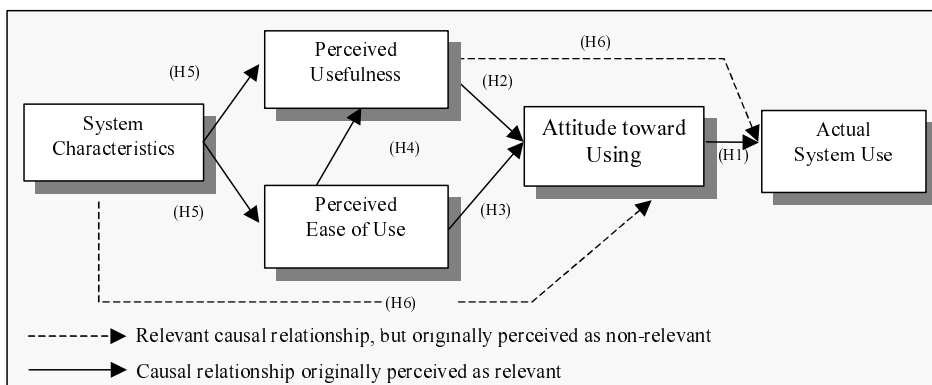 Perceived
Usefulness
(H6)
(H5)
(H2)
System
Characteristics
Attitude toward
Using
Actual
System Use
(H4)
(H1)
Perceived
Ease of Use
(H5)
(H3)
(H6)
Relevant causal relationship, but originally perceived as non-relevant
Causal relationship originally perceived as relevant